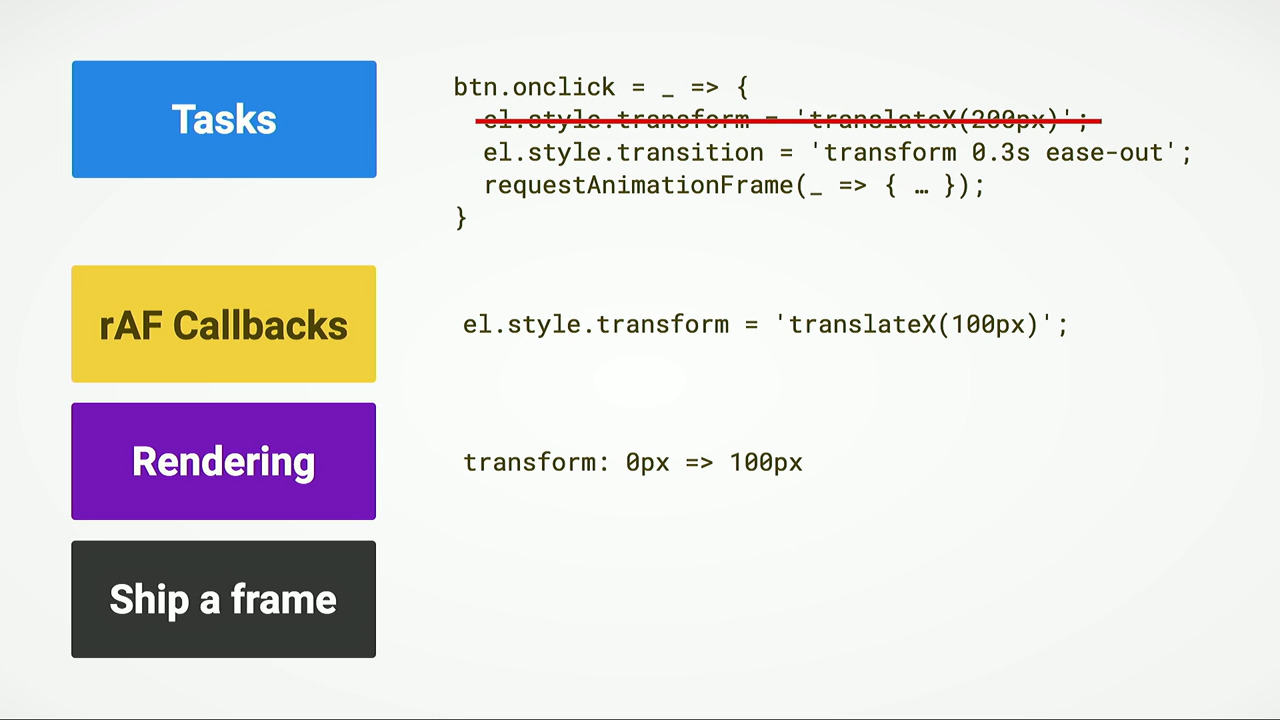 Tasks
btn.onclick = _ => {
el.style.transform = 'translateX(200px)';
el.style.transition = 'transform 0.3s ease-out';
requestAnimationFrame(_ => { … });
}
rAF Callbacks
el.style.transform = 'translateX(100px)';
Rendering
transform: 0px => 100px
Ship a frame